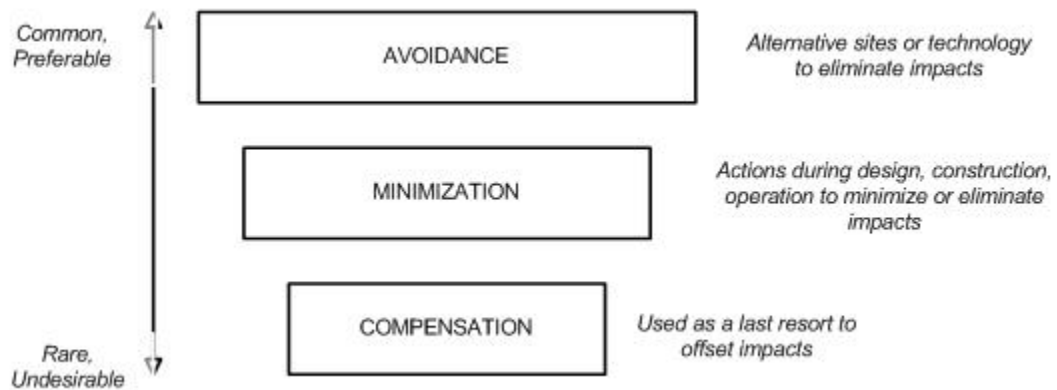 Common,
Preferable
AVOIDANCE
Alternative sites or technology
to eliminate impacts
MINIMIZATION
Actions during design, construction,
operation to minimize or eliminate
impacts
COMPENSATION
Used as a last resort to
offset impacts
Rare,
Undesirable